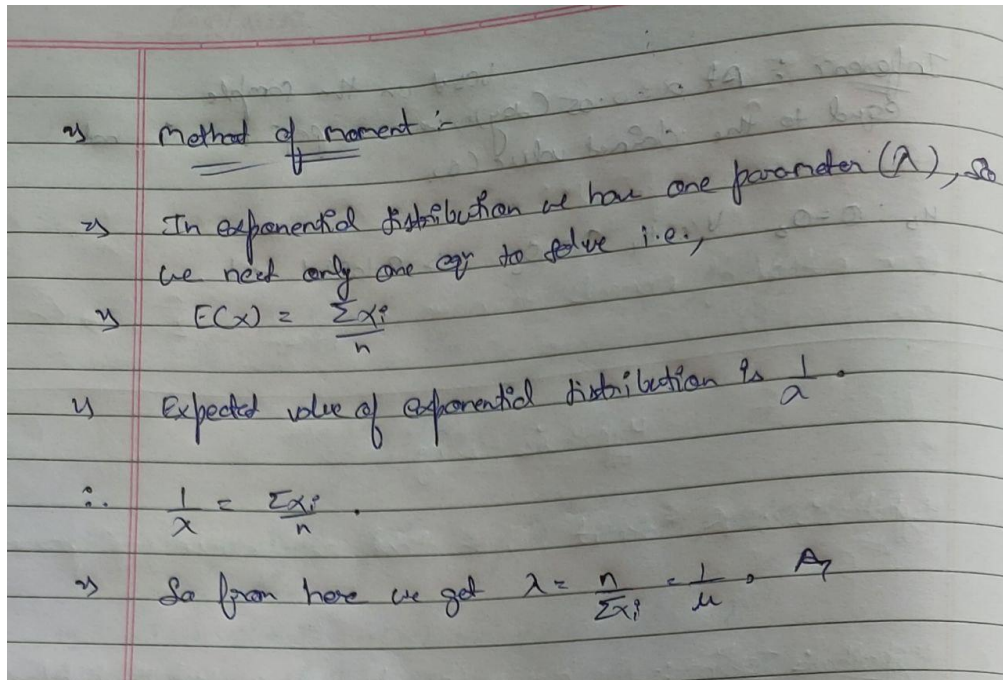 ⇒ Method of moment :-
⇒ In exponential distribution we have one parameter (λ), so
we need only one eqn to solve i.e.,
⇒ E(x) = Σxi/n
⇒ Expected value of exponential distribution is 1/λ.
∴ 1/λ = Σxi/n .
⇒ So from here we get λ = n/Σxi = 1/μ .